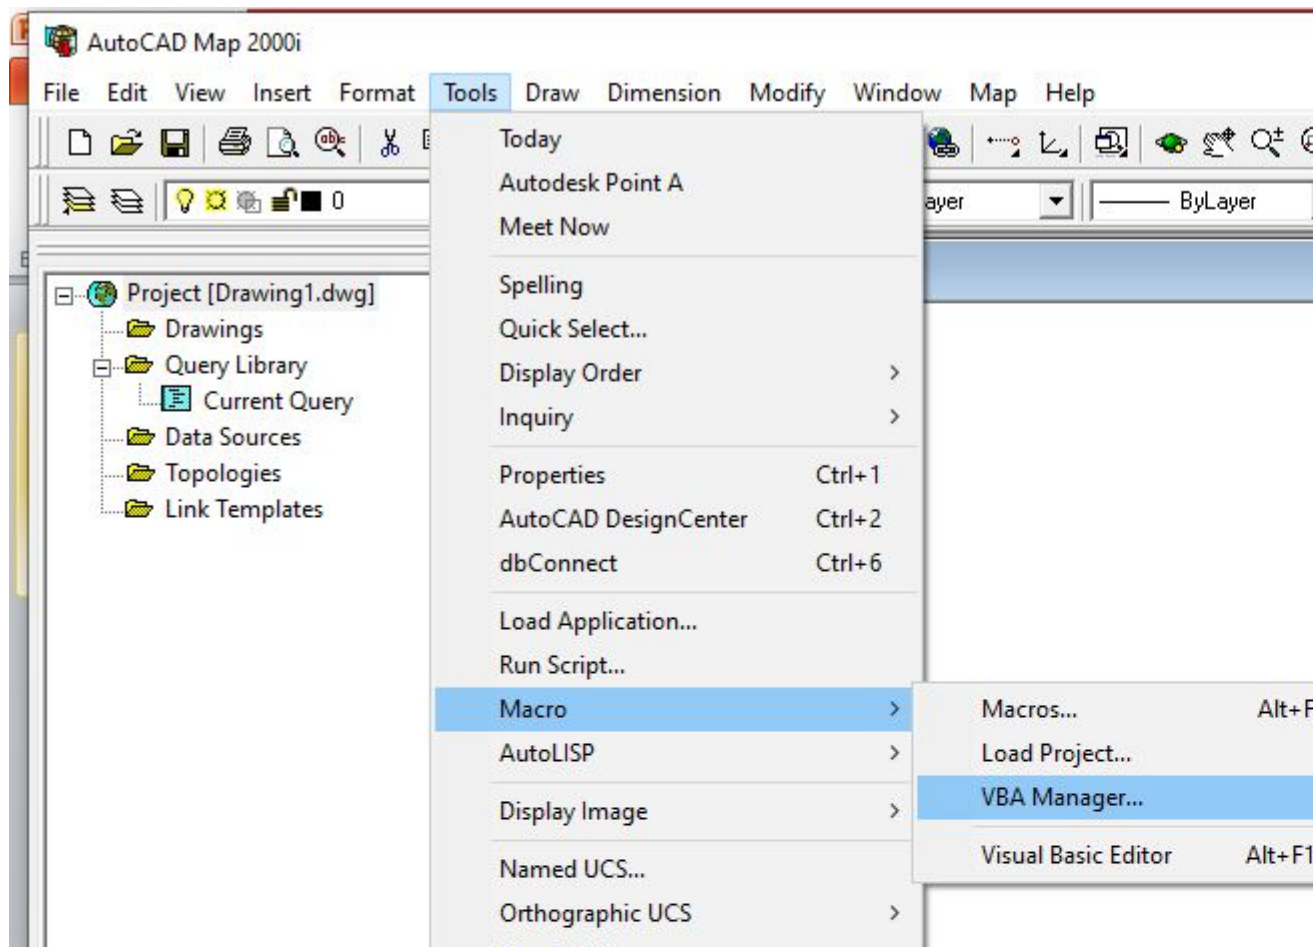 AutoCAD Map 2000i
File Edit View Insert Format Tools Draw Dimension Modify Window Map Help
0
ayer
ByLayer
Project [Drawing1.dwg]
Drawings
Query Library
Current Query
Data Sources
Topologies
Link Templates
Today
Autodesk Point A
Meet Now
Spelling
Quick Select...
Display Order
Inquiry
Properties Ctrl+1
AutoCAD DesignCenter Ctrl+2
dbConnect Ctrl+6
Load Application...
Run Script...
Macro
AutoLISP
Display Image
Named UCS...
Orthographic UCS
Macros... Alt+F
Load Project...
VBA Manager...
Visual Basic Editor Alt+F1